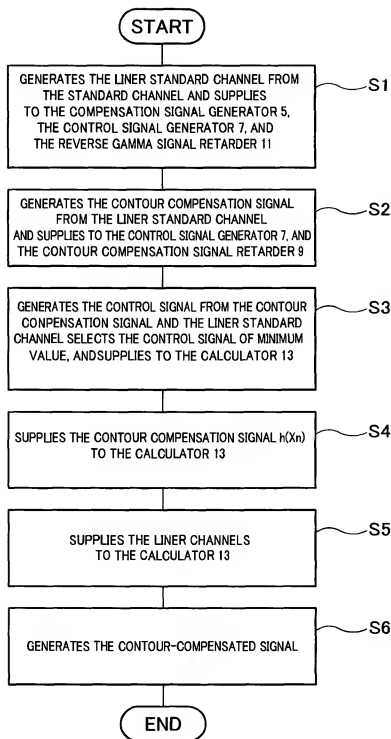 START
GENERATES THE LINER STANDARD CHANNEL FROM
THE STANDARD CHANNEL AND SUPPLIES
TO THE COMPENSATION SIGNAL GENERATOR 5,
THE CONTROL SIGNAL GENERATOR 7, AND
THE REVERSE GAMMA SIGNAL RETARDER 11
S1
GENERATES THE CONTOUR COMPENSATION SIGNAL
FROM THE LINER STANDARD CHANNEL
AND SUPPLIES TO THE CONTROL SIGNAL GENERATOR 7, AND
THE CONTOUR COMPENSATION SIGNAL RETARDER 9
S2
GENERATES THE CONTROL SIGNAL FROM THE CONTOUR
CONPENSATION SIGNAL AND THE LINER STANDARD
CHANNEL SELECTS THE CONTROL SIGNAL OF MINIMUM
VALUE, ANDSUPPLIES TO THE CALCULATOR 13
S3
SUPPLIES THE CONTOUR COMPENSATION SIGNAL h(Xn)
TO THE CALCULATOR 13
S4
SUPPLIES THE LINER CHANNELS
TO THE CALCULATOR 13
S5
GENERATES THE CONTOUR-COMPENSATED SIGNAL
S6
END